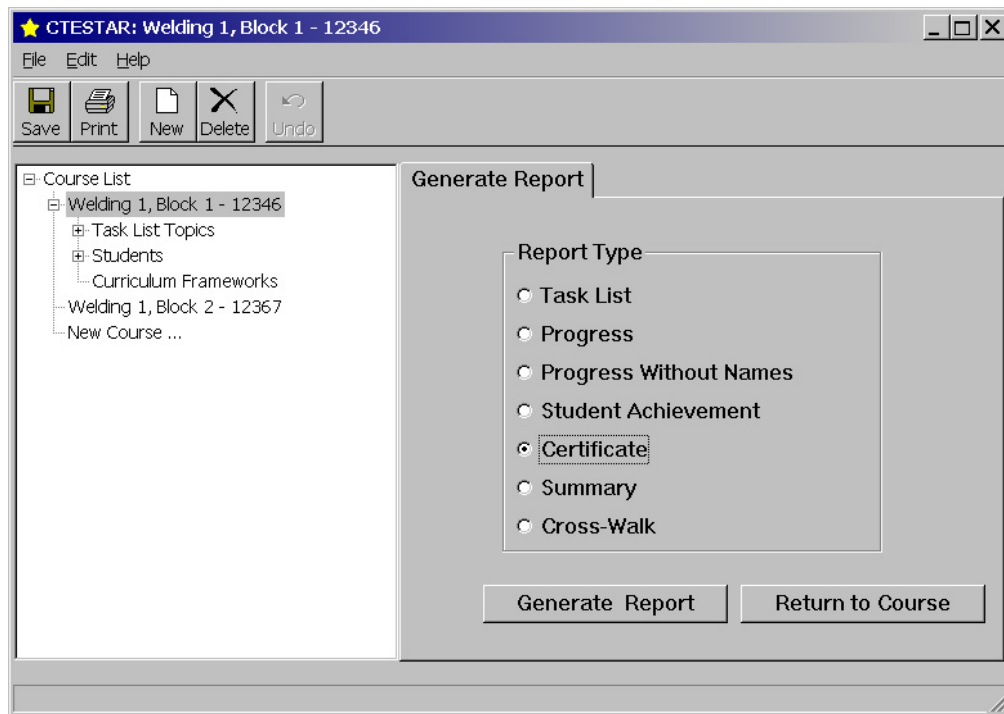 CTESTAR: Welding 1, Block 1 - 12346
File Edit Help
Save Print New Delete Undo
Course List
Welding 1, Block 1 - 12346
Task List Topics
Students
Curriculum Frameworks
Welding 1, Block 2 - 12367
New Course ...
Generate Report
Report Type
Task List
Progress
Progress Without Names
Student Achievement
Certificate
Summary
Cross-Walk
Generate Report Return to Course